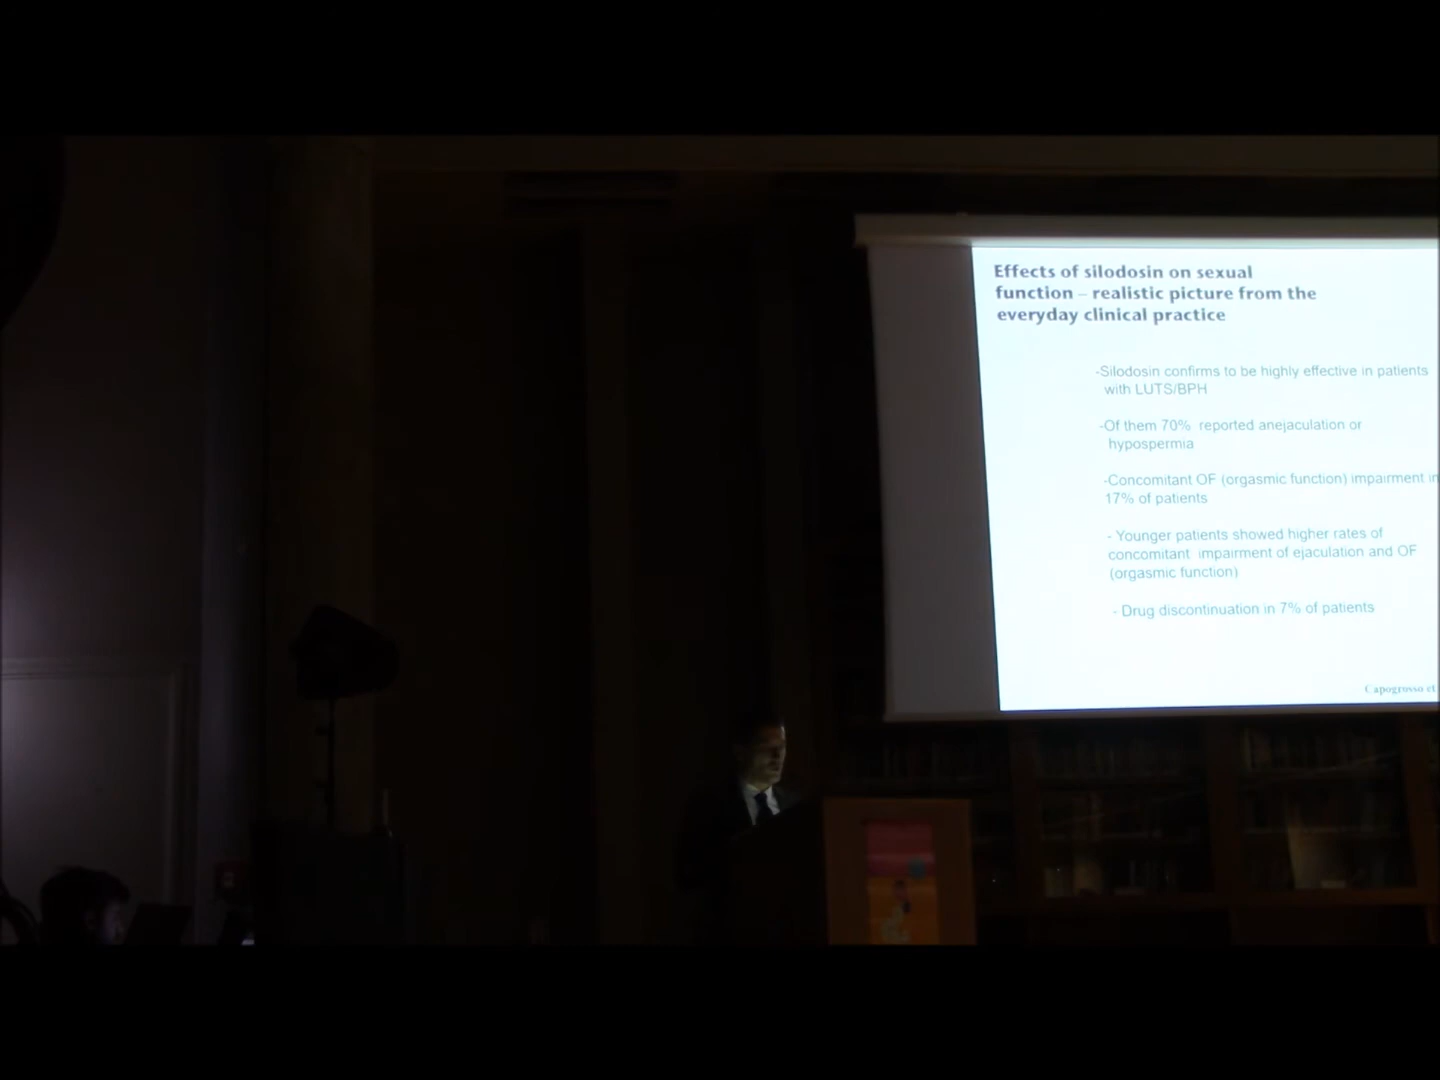 Effects of silodosin on sexual
function – realistic picture from the
everyday clinical practice
-Silodosin confirms to be highly effective in patients
with LUTS/BPH
-Of them 70% reported anejaculation or
hypospermia
-Concomitant OF (orgasmic function) impairment in
17% of patients
- Younger patients showed higher rates of
concomitant impairment of ejaculation and OF
(orgasmic function)
- Drug discontinuation in 7% of patients
Capogrosso et